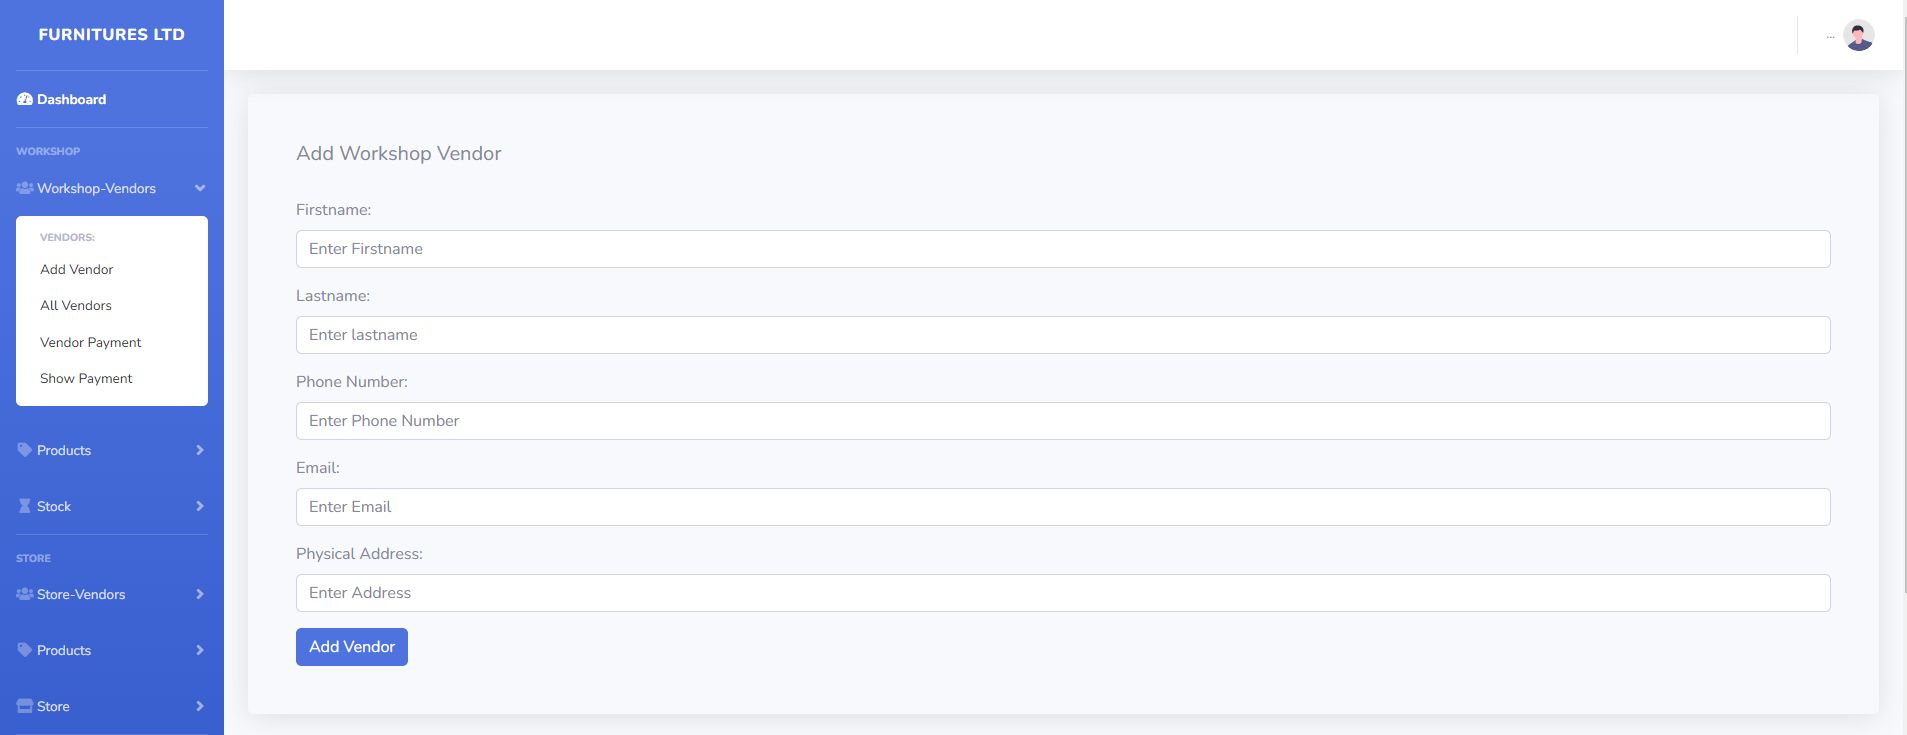 FURNITURES LTD
...
Dashboard
WORKSHOP
Workshop-Vendors
VENDORS:
Add Vendor
All Vendors
Vendor Payment
Show Payment
Products
Stock
STORE
Store-Vendors
Products
Store
Add Workshop Vendor
Firstname:
Enter Firstname
Lastname:
Enter lastname
Phone Number:
Enter Phone Number
Email:
Enter Email
Physical Address:
Enter Address
Add Vendor